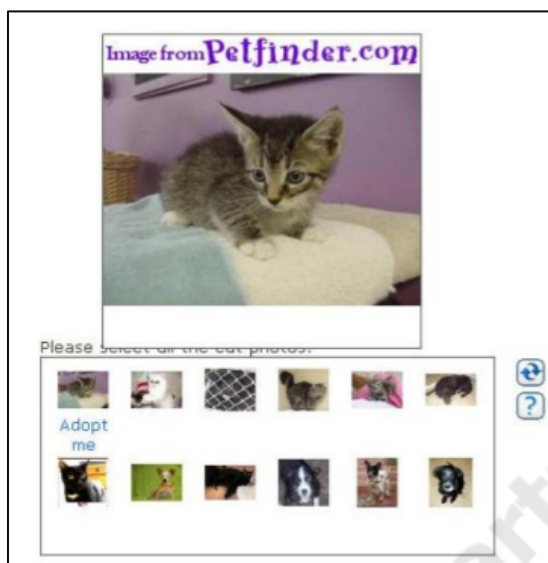 Image from Petfinder.com
Please select all the cat photos:
Adopt
me
?